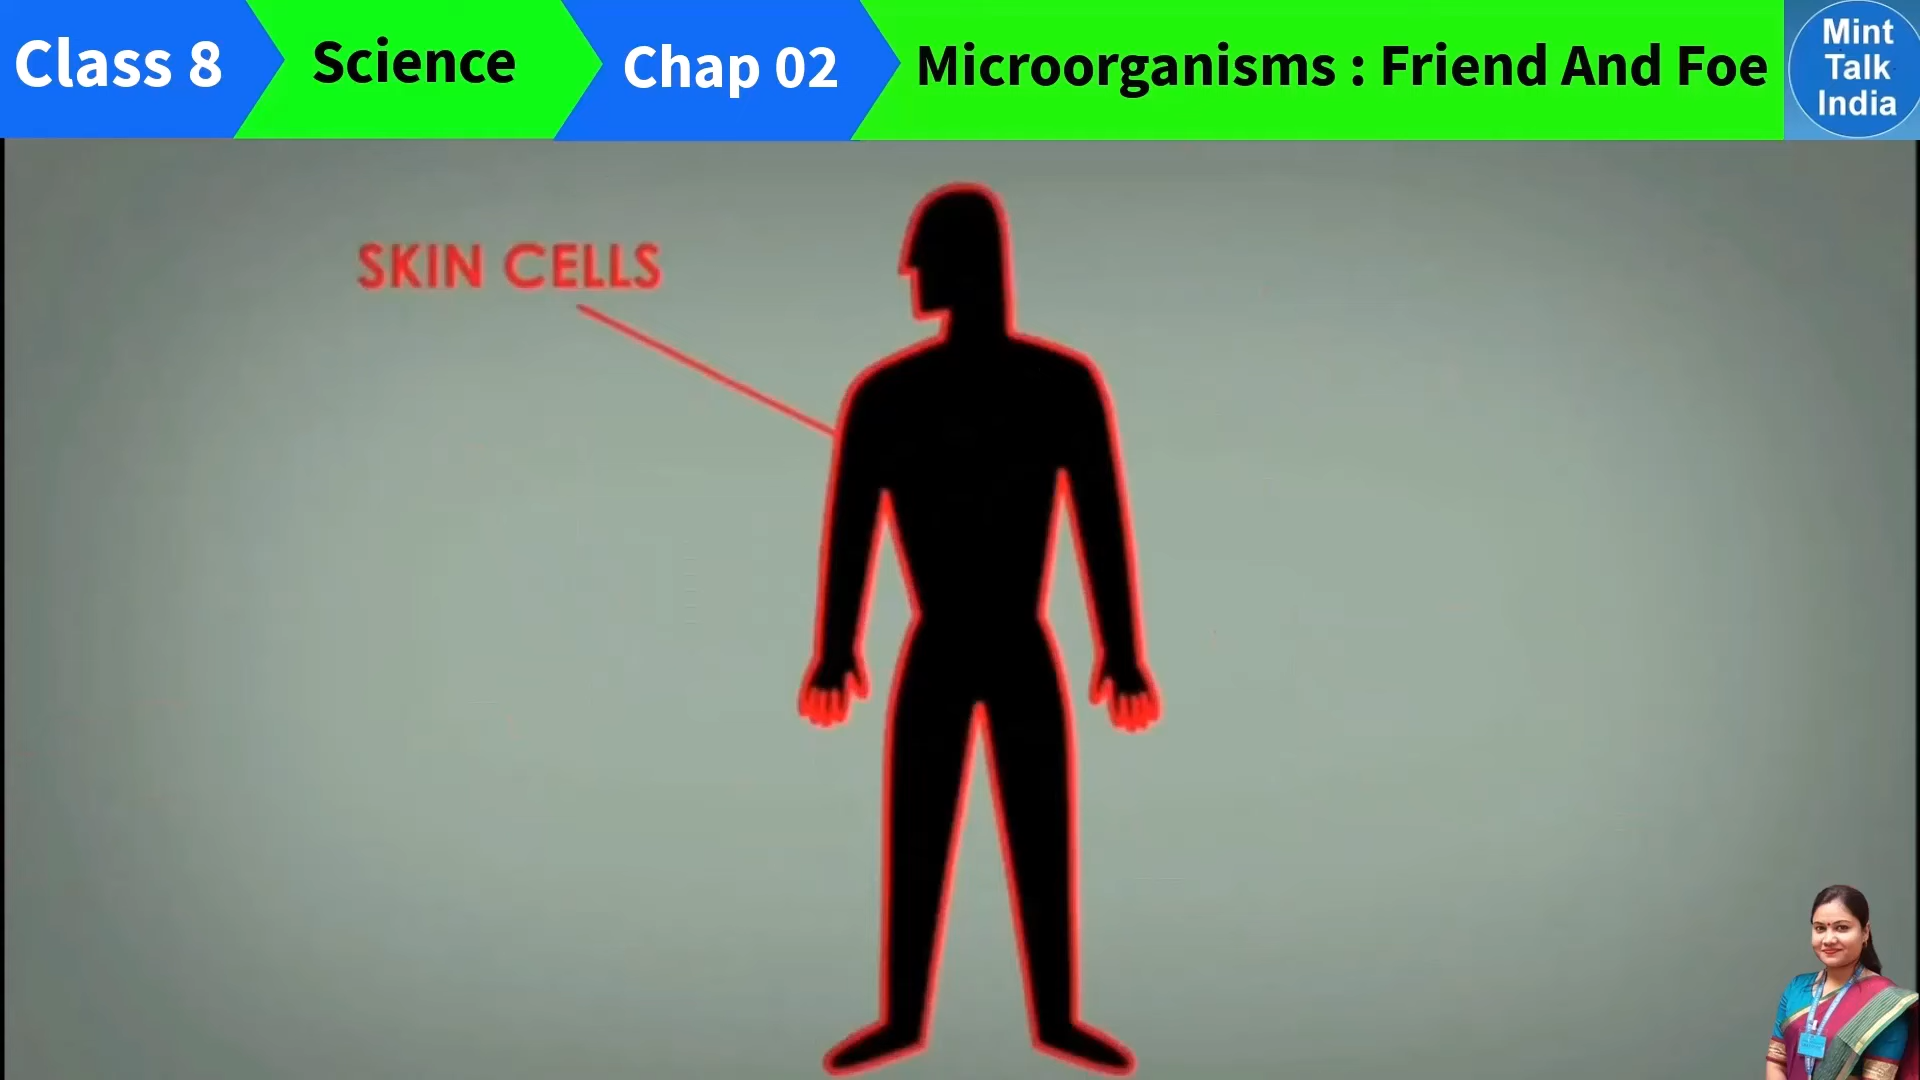 Class 8
Science
Chap 02
Microorganisms : Friend And Foe
Mint
Talk
India
SKIN CELLS